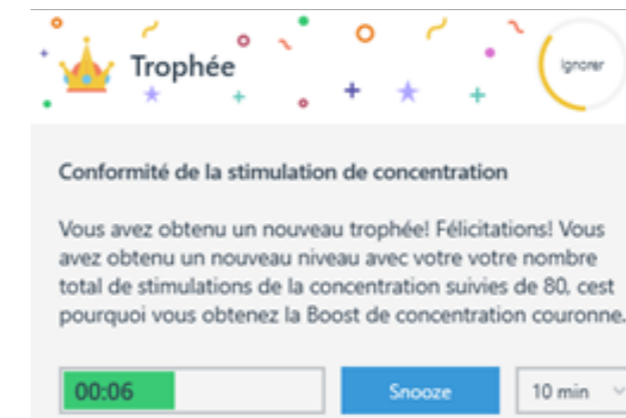 Trophée
Ignorer
Conformité de la stimulation de concentration
Vous avez obtenu un nouveau trophée! Félicitations! Vous
avez obtenu un nouveau niveau avec votre votre nombre
total de stimulations de la concentration suivies de 80, cest
pourquoi vous obtenez la Boost de concentration couronne.
00:06
Snooze
10 min